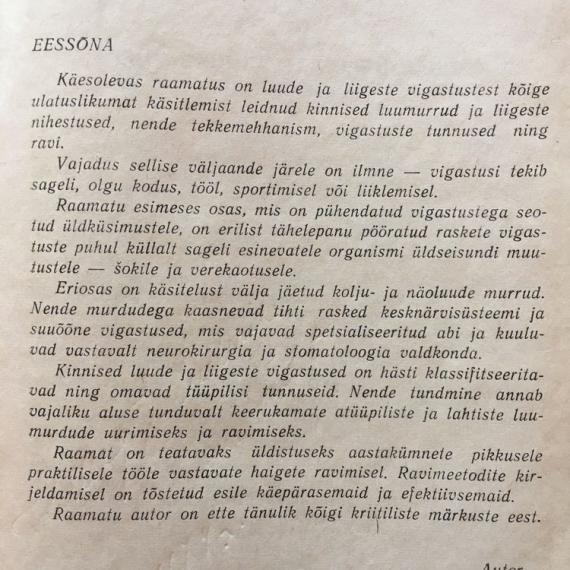 EESSÕNA
Käesolevas raamatus on luude ja liigeste vigastustest kõige
ulatuslikumat käsitlemist leidnud kinnised luumurrud ja liigeste
nihestused, nende tekkemehhanism, vigastuste tunnused ning
ravi.
Vajadus sellise väljaande järele on ilmne — vigastusi tekib
sageli, olgu kodus, tööl, sportimisel või liiklemisel.
Raamatu esimeses osas, mis on pühendatud vigastustega seo-
tud üldküsimustele, on erilist tähelepanu pööratud raskete vigas-
tuste puhul küllalt sageli esinevatele organismi üldseisundi muu-
tustele — šokile ja verekaotusele.
Eriosas on käsitelust välja jäetud kolju- ja näoluude murrud.
Nende murdudega kaasnevad tihti rasked kesknärvisüsteemi ja
suuõõne vigastused, mis vajavad spetsialiseeritud abi ja kuulu-
vad vastavalt neurokirurgia ja stomatoloogia valdkonda.
Kinnised luude ja liigeste vigastused on hästi klassifitseerita-
vad ning omavad tüüpilisi tunnuseid. Nende tundmine annab
vajaliku aluse tunduvalt keerukamate atüüpiliste ja lahtiste luu-
murdude uurimiseks ja ravimiseks.
Raamat on teatavaks üldistuseks aastakümnete pikkusele
praktilisele tööle vastavate haigete ravimisel. Ravimeetodite kir-
jeldamisel on tõstetud esile käepärasemaid ja efektiivsemaid.
Raamatu autor on ette tänulik kõigi kriitiliste märkuste eest.
Autor